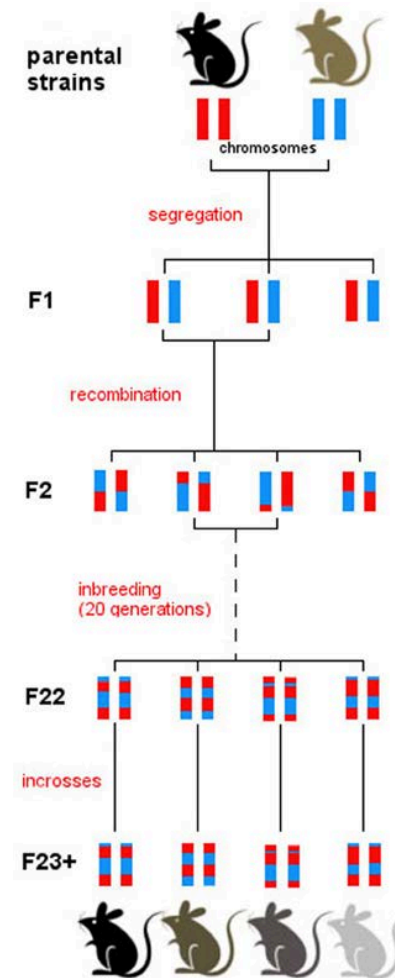 parental
strains
chromosomes
segregation
F1
recombination
F2
inbreeding
(20 generations)
F22
incrosses
F23+